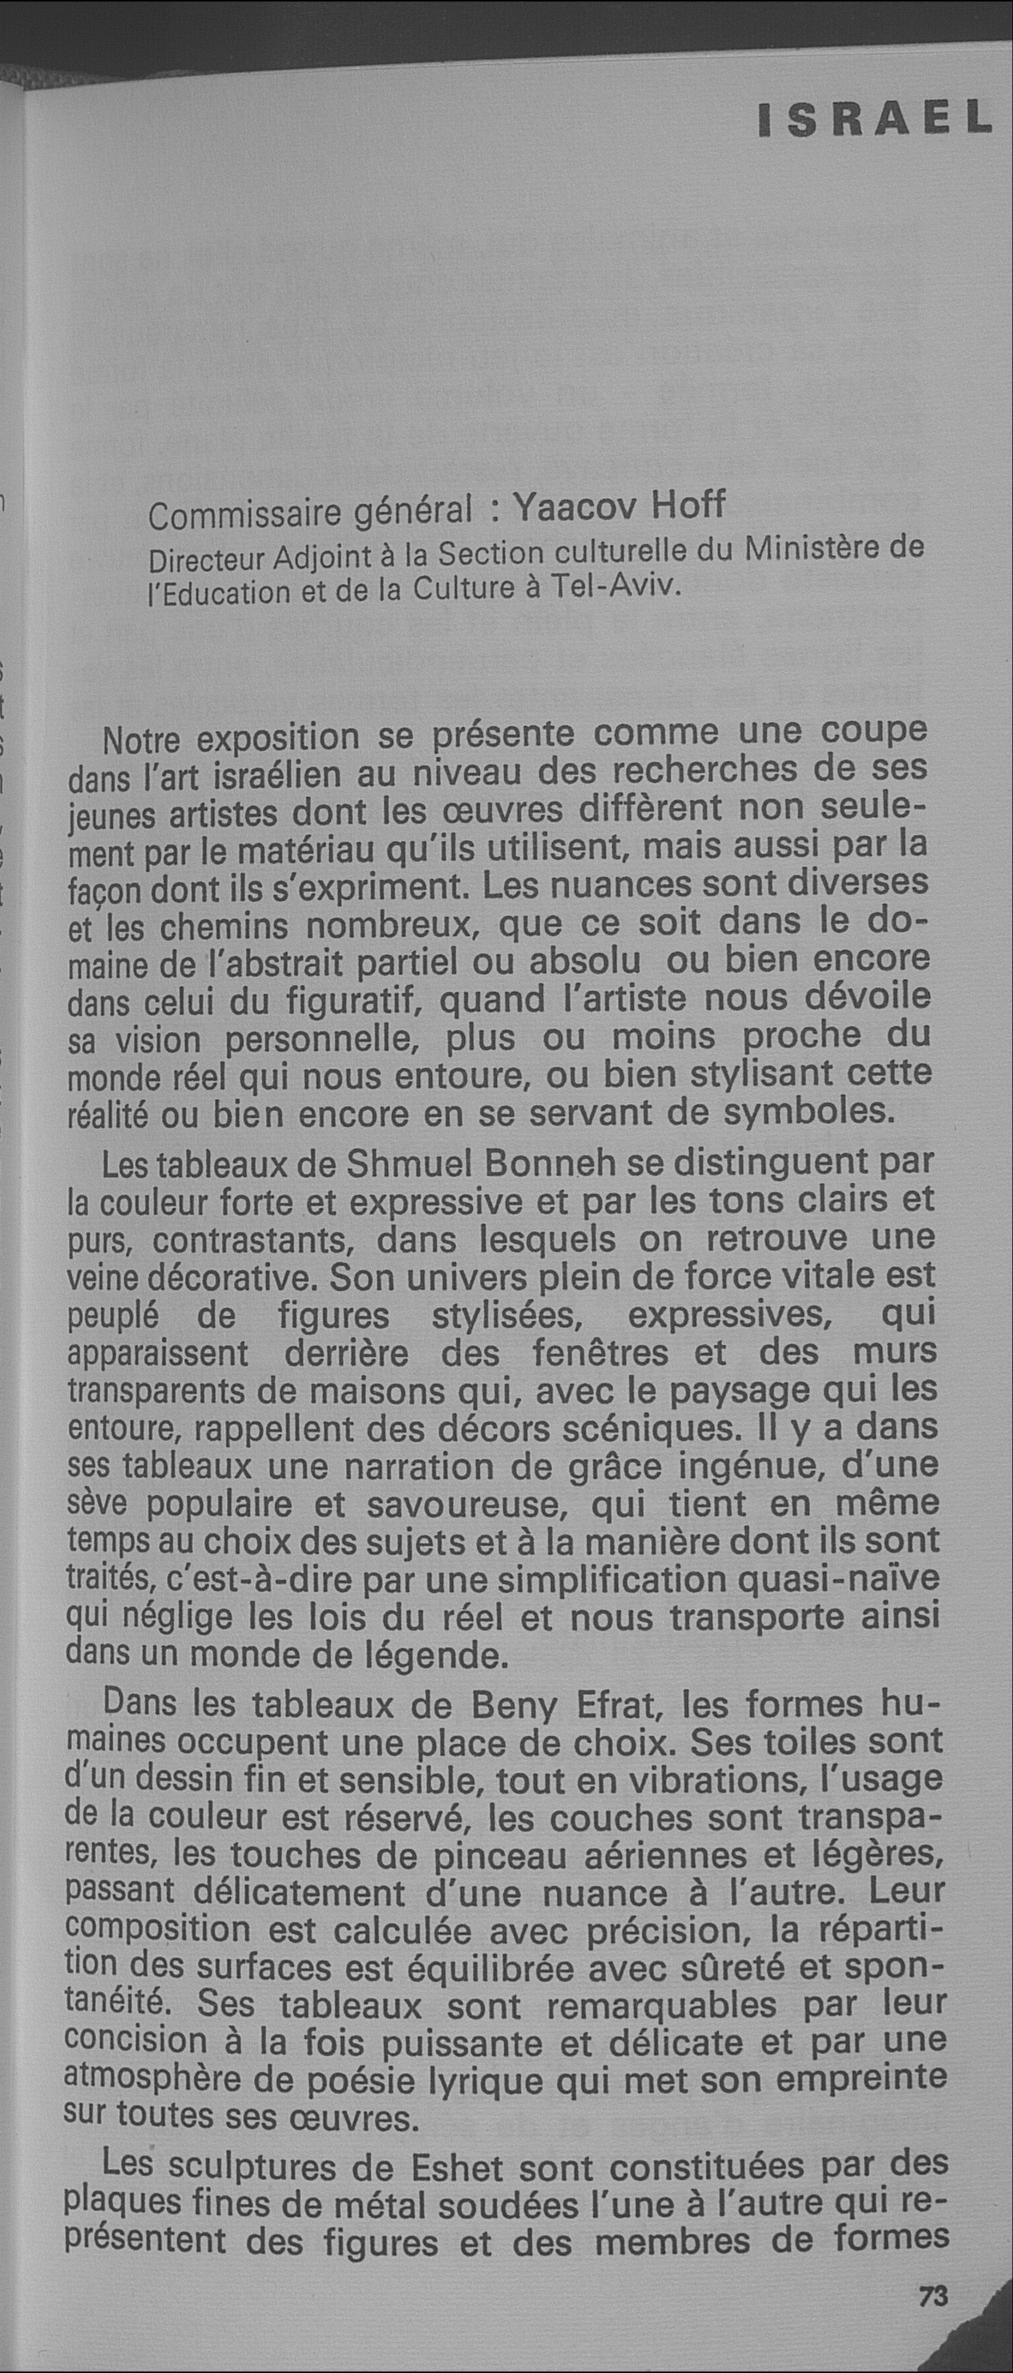 ISRAEL
Commissaire général : Yaacov Hoff
Directeur Adjoint à la Section culturelle du Ministère de
l'Education et de la Culture à Tel-Aviv.
Notre exposition se présente comme une coupe
dans l'art israélien au niveau des recherches de ses
jeunes artistes dont les œuvres diffèrent non seule-
ment par le matériau qu'ils utilisent, mais aussi par la
façon dont ils s'expriment. Les nuances sont diverses
et les chemins nombreux, que ce soit dans le do-
maine de l'abstrait partiel ou absolu ou bien encore
dans celui du figuratif, quand l'artiste nous dévoile
sa vision personnelle, plus ou moins proche du
monde réel qui nous entoure, ou bien stylisant cette
réalité ou bien encore en se servant de symboles.
Les tableaux de Shmuel Bonneh se distinguent par
la couleur forte et expressive et par les tons clairs et
purs, contrastants, dans lesquels on retrouve une
veine décorative. Son univers plein de force vitale est
peuplé de figures stylisées, expressives, qui
apparaissent derrière des fenêtres et des murs
transparents de maisons qui, avec le paysage qui les
entoure, rappellent des décors scéniques. Il y a dans
ses tableaux une narration de grâce ingénue, d'une
sève populaire et savoureuse, qui tient en même
temps au choix des sujets et à la manière dont ils sont
traités, c'est-à-dire par une simplification quasi-naïve
qui néglige les lois du réel et nous transporte ainsi
dans un monde de légende.
Dans les tableaux de Beny Efrat, les formes hu-
maines occupent une place de choix. Ses toiles sont
d'un dessin fin et sensible, tout en vibrations, l'usage
de la couleur est réservé, les couches sont transpa-
rentes, les touches de pinceau aériennes et légères,
passant délicatement d'une nuance à l'autre. Leur
composition est calculée avec précision, la réparti-
tion des surfaces est équilibrée avec sûreté et spon-
tanéité. Ses tableaux sont remarquables par leur
concision à la fois puissante et délicate et par une
atmosphère de poésie lyrique qui met son empreinte
sur toutes ses œuvres.
Les sculptures de Eshet sont constituées par des
plaques fines de métal soudées l'une à l'autre qui re-
présentent des figures et des membres de formes
73